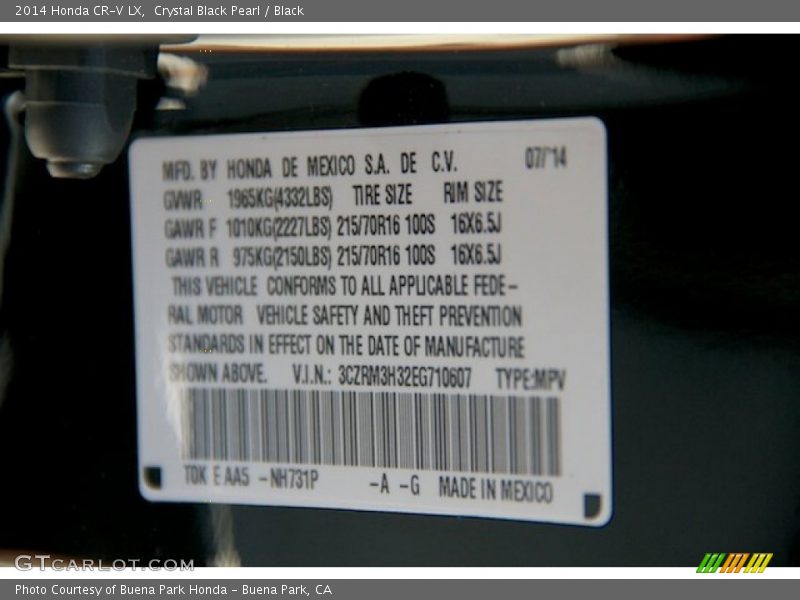 2014 Honda CR-V LX,  Crystal Black Pearl / Black
MFD. BY HONDA DE MEXICO S.A. DE C.V. 07/'14
GVWR 1965KG(4332LBS) TIRE SIZE RIM SIZE
GAWR F 1010KG(2227LBS) 215/70R16 100S 16X6.5J
GAWR R 975KG(2150LBS) 215/70R16 100S 16X6.5J
THIS VEHICLE CONFORMS TO ALL APPLICABLE FEDE-
RAL MOTOR VEHICLE SAFETY AND THEFT PREVENTION
STANDARDS IN EFFECT ON THE DATE OF MANUFACTURE
SHOWN ABOVE. V.I.N.: 3CZRM3H32EG710607 TYPE:MPV
TOK E AA5 -NH731P -A -G MADE IN MEXICO
GTCARLOT.COM
Photo Courtesy of Buena Park Honda - Buena Park, CA